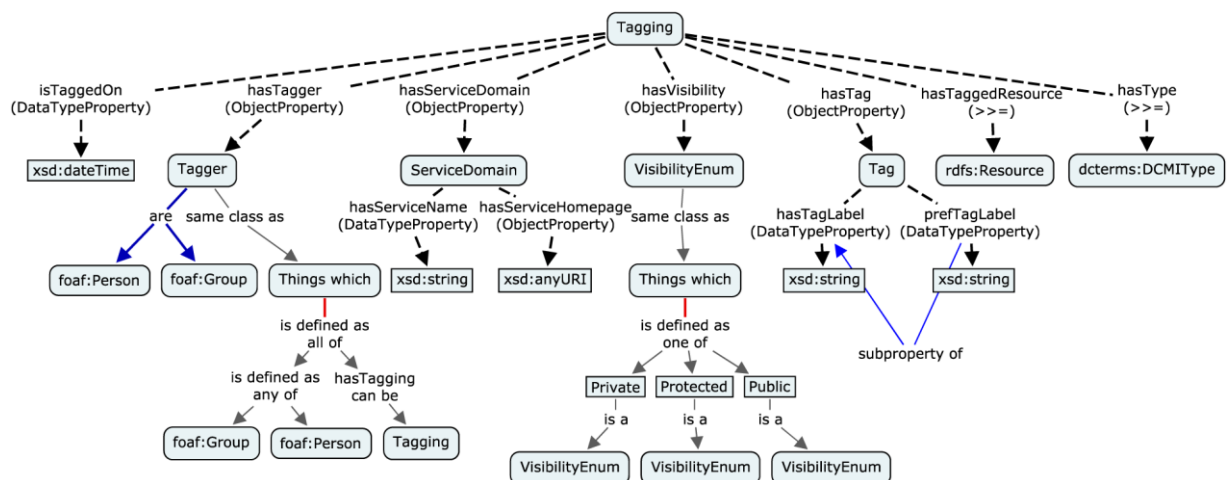 Tagging
isTaggedOn
(DataTypeProperty)
hasTagger
(ObjectProperty)
hasServiceDomain
(ObjectProperty)
hasVisibility
(ObjectProperty)
hasTag
(ObjectProperty)
hasTaggedResource
(>>=)
hasType
(>>=)
xsd:dateTime
Tagger
ServiceDomain
VisibilityEnum
Tag
rdfs:Resource
dcterms:DCMIType
are
same class as
hasServiceName
(DataTypeProperty)
hasServiceHomepage
(ObjectProperty)
same class as
hasTagLabel
(DataTypeProperty)
prefTagLabel
(DataTypeProperty)
foaf:Person
foaf:Group
Things which
xsd:string
xsd:anyURI
Things which
xsd:string
xsd:string
is defined as
all of
is defined as
one of
subproperty of
is defined as
any of
hasTagging
can be
Private
Protected
Public
is a
is a
is a
foaf:Group
foaf:Person
Tagging
VisibilityEnum
VisibilityEnum
VisibilityEnum